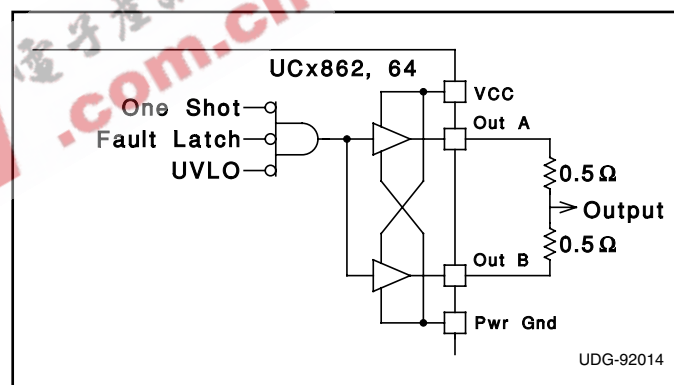 .com.cn
UCx862, 64
VCC
One Shot
Out A
Fault Latch
UVLO
0.5Ω
Output
0.5Ω
Out B
Pwr Gnd
UDG-92014